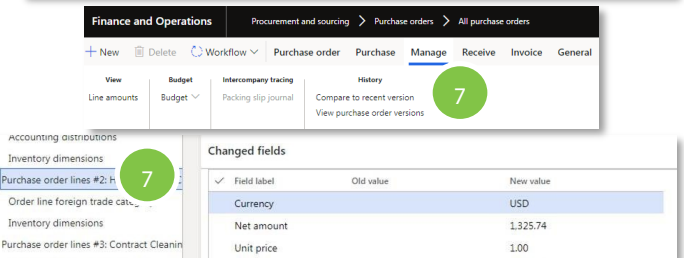 Finance and Operations Procurement and sourcing > Purchase orders > All purchase orders
+ New Delete Workflow Purchase order Purchase Manage Receive Invoice General
View Budget Intercompany tracing History
Line amounts Budget Packing slip journal Compare to recent version
View purchase order versions
7
Accounting distributions
Inventory dimensions
Purchase order lines #2:
7
Order line foreign trade
Inventory dimensions
Purchase order lines #3: Contract
Changed fields
Field label Old value New value
Currency USD
Net amount 1,325.74
Unit price 1.00